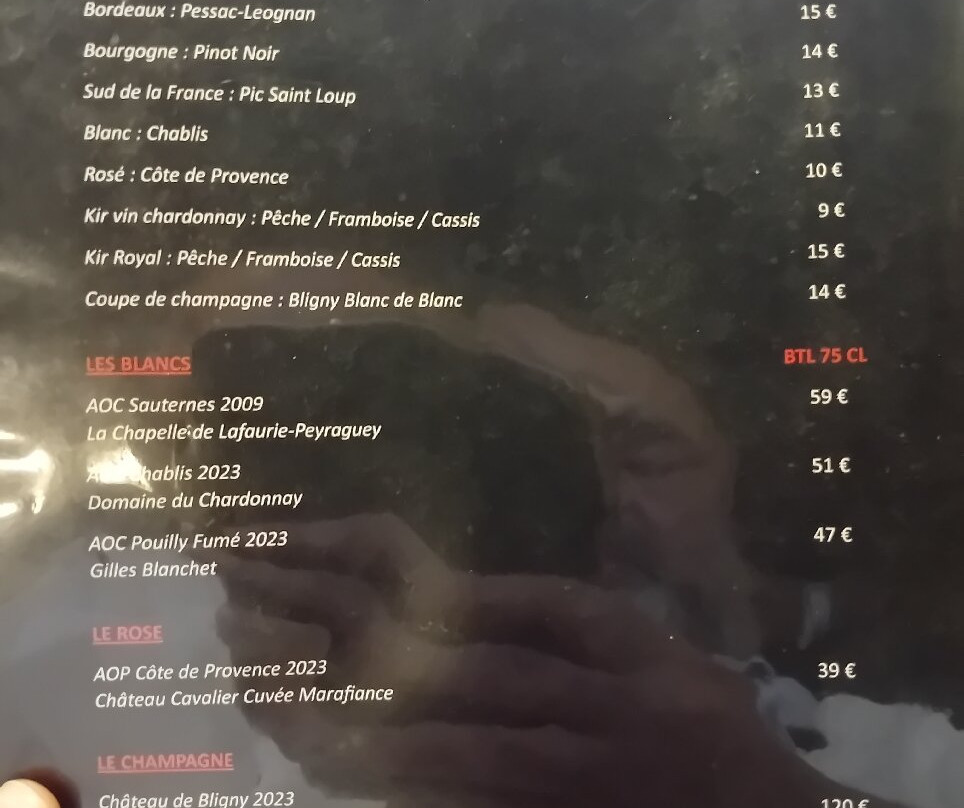 Bordeaux : Pessac-Leognan 15 €
Bourgogne : Pinot Noir 14 €
Sud de la France : Pic Saint Loup 13 €
Blanc : Chablis 11 €
Rosé : Côte de Provence 10 €
Kir vin chardonnay : Pêche / Framboise / Cassis 9 €
Kir Royal : Pêche / Framboise / Cassis 15 €
Coupe de champagne : Bligny Blanc de Blanc 14 €
LES BLANCS BTL 75 CL
AOC Sauternes 2009 59 €
La Chapelle de Lafaurie-Peyraguey
Chablis 2023 51 €
Domaine du Chardonnay
AOC Pouilly Fumé 2023 47 €
Gilles Blanchet
LE ROSE
AOP Côte de Provence 2023 39 €
Château Cavalier Cuvée Marafiance
LE CHAMPAGNE
Château de Bligny 2023 120 €